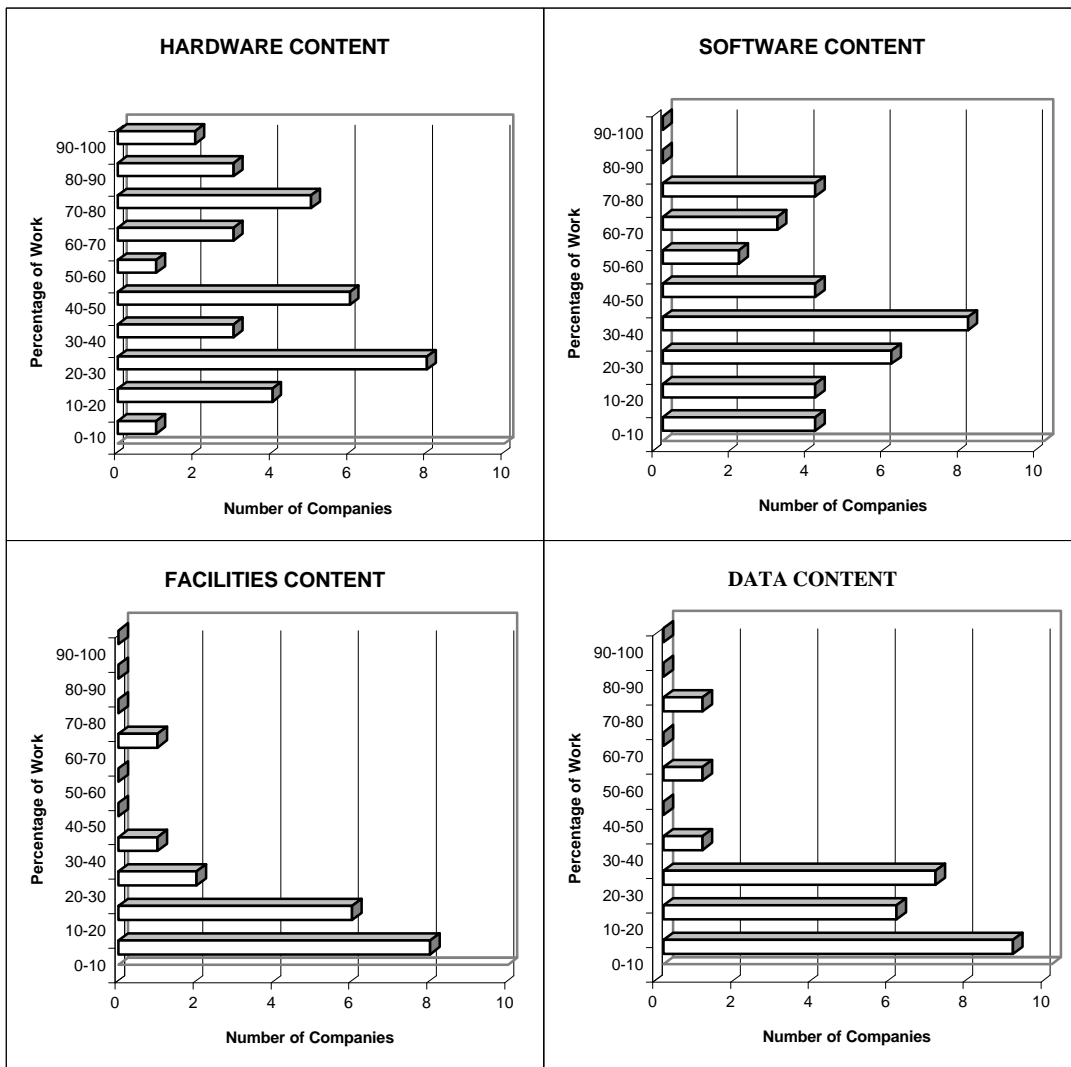 HARDWARE CONTENT
Percentage of Work
90-100
80-90
70-80
60-70
50-60
40-50
30-40
20-30
10-20
0-10
0 2 4 6 8 10
Number of Companies
SOFTWARE CONTENT
Percentage of Work
90-100
80-90
70-80
60-70
50-60
40-50
30-40
20-30
10-20
0-10
0 2 4 6 8 10
Number of Companies
FACILITIES CONTENT
Percentage of Work
90-100
80-90
70-80
60-70
50-60
40-50
30-40
20-30
10-20
0-10
0 2 4 6 8 10
Number of Companies
DATA CONTENT
Percentage of Work
90-100
80-90
70-80
60-70
50-60
40-50
30-40
20-30
10-20
0-10
0 2 4 6 8 10
Number of Companies